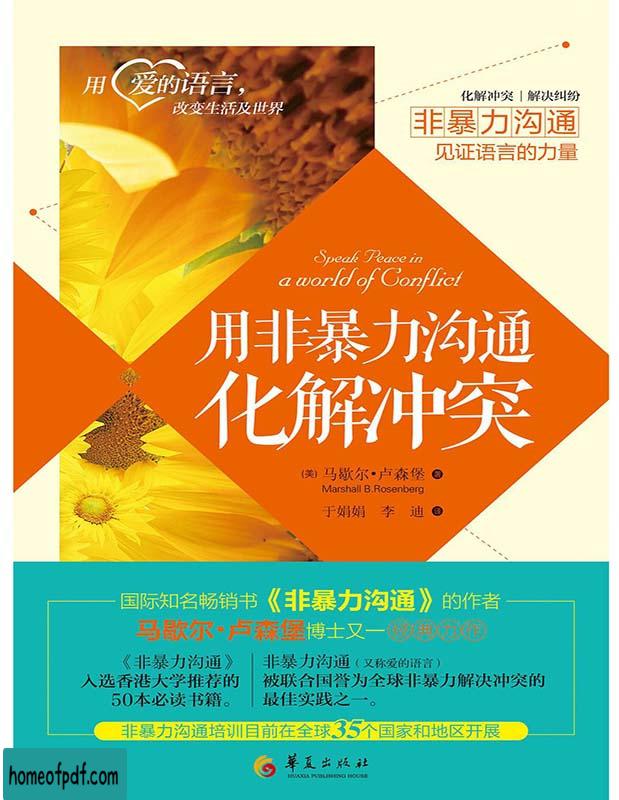 用爱的语言，
改变生活及世界
化解冲突｜解决纠纷
非暴力沟通
见证语言的力量
Speak Peace in
a world of Conflict
用非暴力沟通
化解冲突
(美) 马歇尔·卢森堡 著
Marshall B.Rosenberg
于娟娟 李迪 译
国际知名畅销书《非暴力沟通》的作者
马歇尔·卢森堡博士又一经典力作
《非暴力沟通》
入选香港大学推荐的
50本必读书籍。
非暴力沟通（又称爱的语言）
被联合国誉为全球非暴力解决冲突的
最佳实践之一。
非暴力沟通培训目前在全球35个国家和地区开展
华夏出版社
HUAXIA PUBLISHING HOUSE
homeofpdf.com